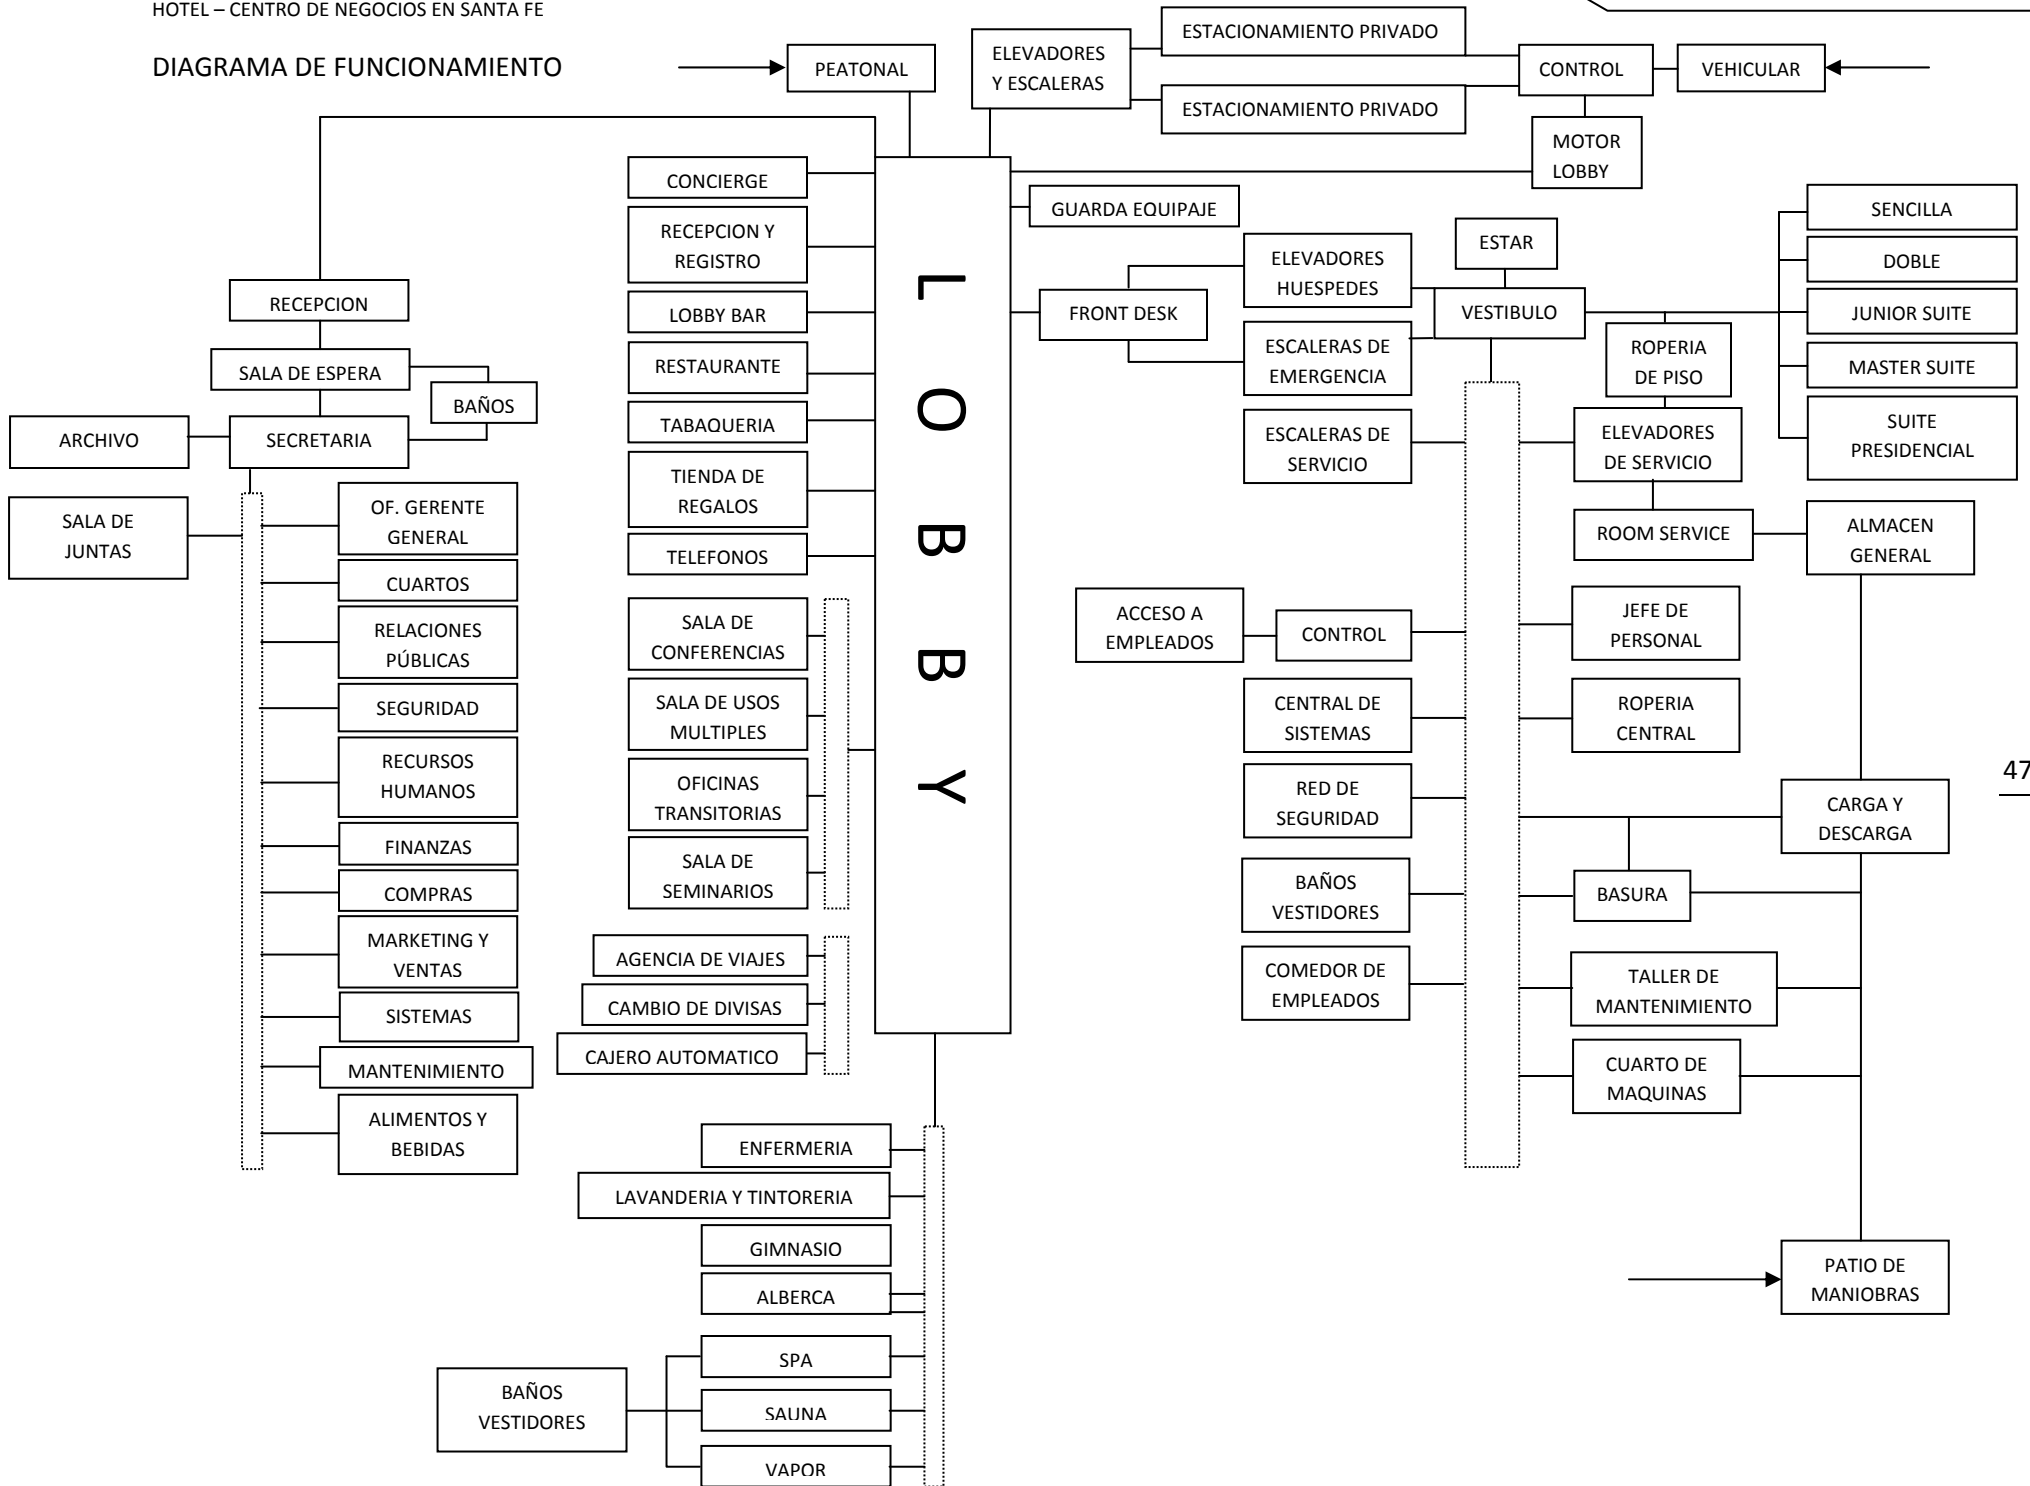 HOTEL – CENTRO DE NEGOCIOS EN SANTA FE
DIAGRAMA DE FUNCIONAMIENTO
PEATONAL
ELEVADORES
Y ESCALERAS
ESTACIONAMIENTO PRIVADO
ESTACIONAMIENTO PRIVADO
CONTROL
VEHICULAR
MOTOR
LOBBY
LOBBY
CONCIERGE
RECEPCION Y
REGISTRO
LOBBY BAR
RESTAURANTE
TABAQUERIA
TIENDA DE
REGALOS
TELEFONOS
SALA DE
CONFERENCIAS
SALA DE USOS
MULTIPLES
OFICINAS
TRANSITORIAS
SALA DE
SEMINARIOS
AGENCIA DE VIAJES
CAMBIO DE DIVISAS
CAJERO AUTOMATICO
RECEPCION
SALA DE ESPERA
BAÑOS
ARCHIVO
SECRETARIA
SALA DE
JUNTAS
OF. GERENTE
GENERAL
CUARTOS
RELACIONES
PÚBLICAS
SEGURIDAD
RECURSOS
HUMANOS
FINANZAS
COMPRAS
MARKETING Y
VENTAS
SISTEMAS
MANTENIMIENTO
ALIMENTOS Y
BEBIDAS
ENFERMERIA
LAVANDERIA Y TINTORERIA
GIMNASIO
ALBERCA
SPA
SAUNA
VAPOR
BAÑOS
VESTIDORES
GUARDA EQUIPAJE
FRONT DESK
ELEVADORES
HUESPEDES
ESCALERAS DE
EMERGENCIA
ESTAR
VESTIBULO
ROPERIA
DE PISO
SENCILLA
DOBLE
JUNIOR SUITE
MASTER SUITE
SUITE
PRESIDENCIAL
ESCALERAS DE
SERVICIO
ELEVADORES
DE SERVICIO
ROOM SERVICE
ALMACEN
GENERAL
ACCESO A
EMPLEADOS
CONTROL
JEFE DE
PERSONAL
CENTRAL DE
SISTEMAS
ROPERIA
CENTRAL
RED DE
SEGURIDAD
CARGA Y
DESCARGA
BAÑOS
VESTIDORES
BASURA
COMEDOR DE
EMPLEADOS
TALLER DE
MANTENIMIENTO
CUARTO DE
MAQUINAS
PATIO DE
MANIOBRAS
47